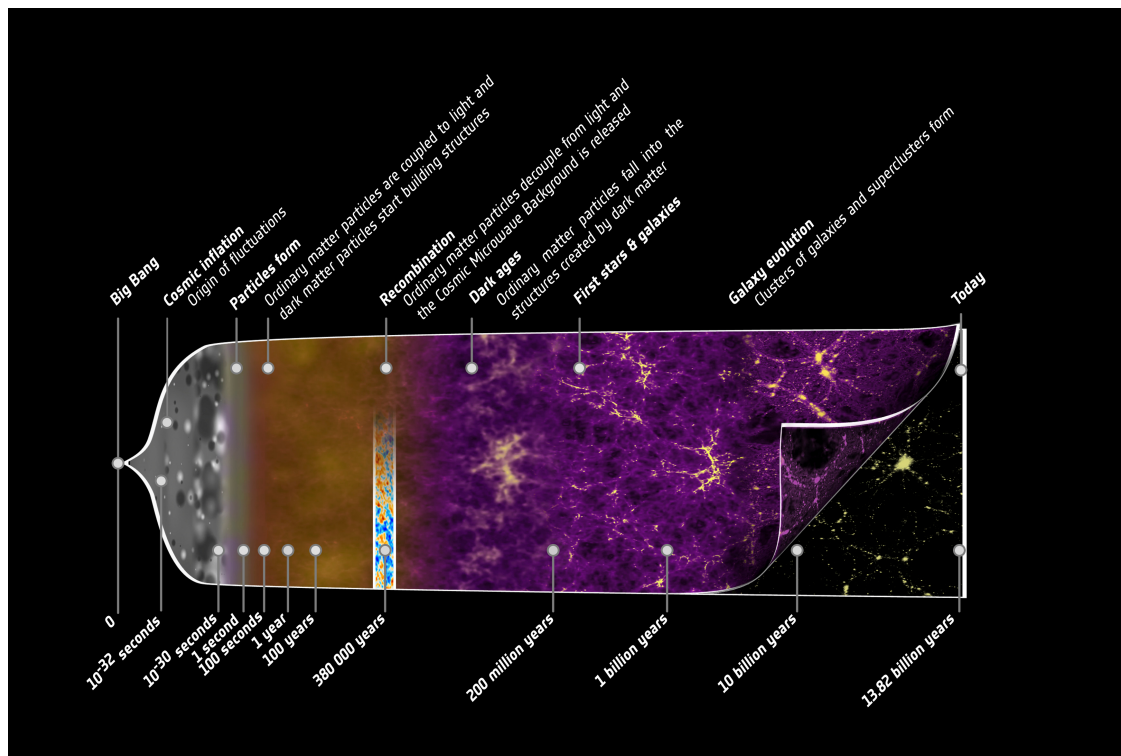 Big Bang
Cosmic inflation
Origin of fluctuations
Particles form
Ordinary matter particles are coupled to light and
dark matter particles start building structures
Recombination
Ordinary matter particles decouple from light and
the Cosmic Microwave Background is released
Dark ages
Ordinary matter particles fall into the
structures created by dark matter
First stars & galaxies
Galaxy evolution
Clusters of galaxies and superclusters form
Today
0
10⁻³² seconds
10⁻³⁰ seconds
1 second
100 seconds
1 year
100 years
380 000 years
200 million years
1 billion years
10 billion years
13.82 billion years